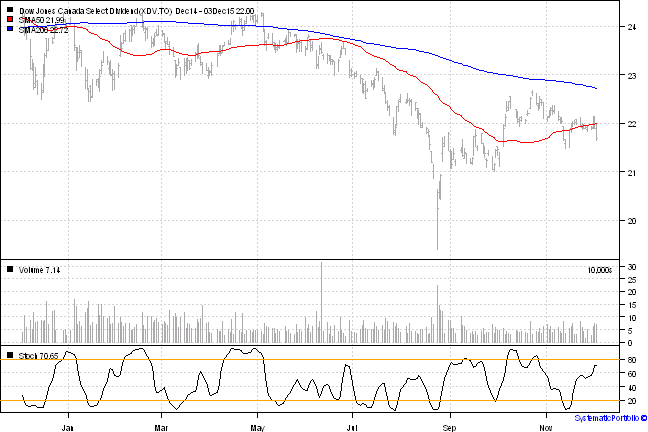 Dow Jones Canada Select Dividend (XDV.TO) Dec14 - 03Dec15 22.00
SMA50 21.99
SMA200 22.72
24
23
22
21
20
Volume 7.14
10,000s
30
25
20
15
10
5
0
Stoch 70.65
80
60
40
20
Jan Mar May Jul Sep Nov
SystematicPortfolio ©